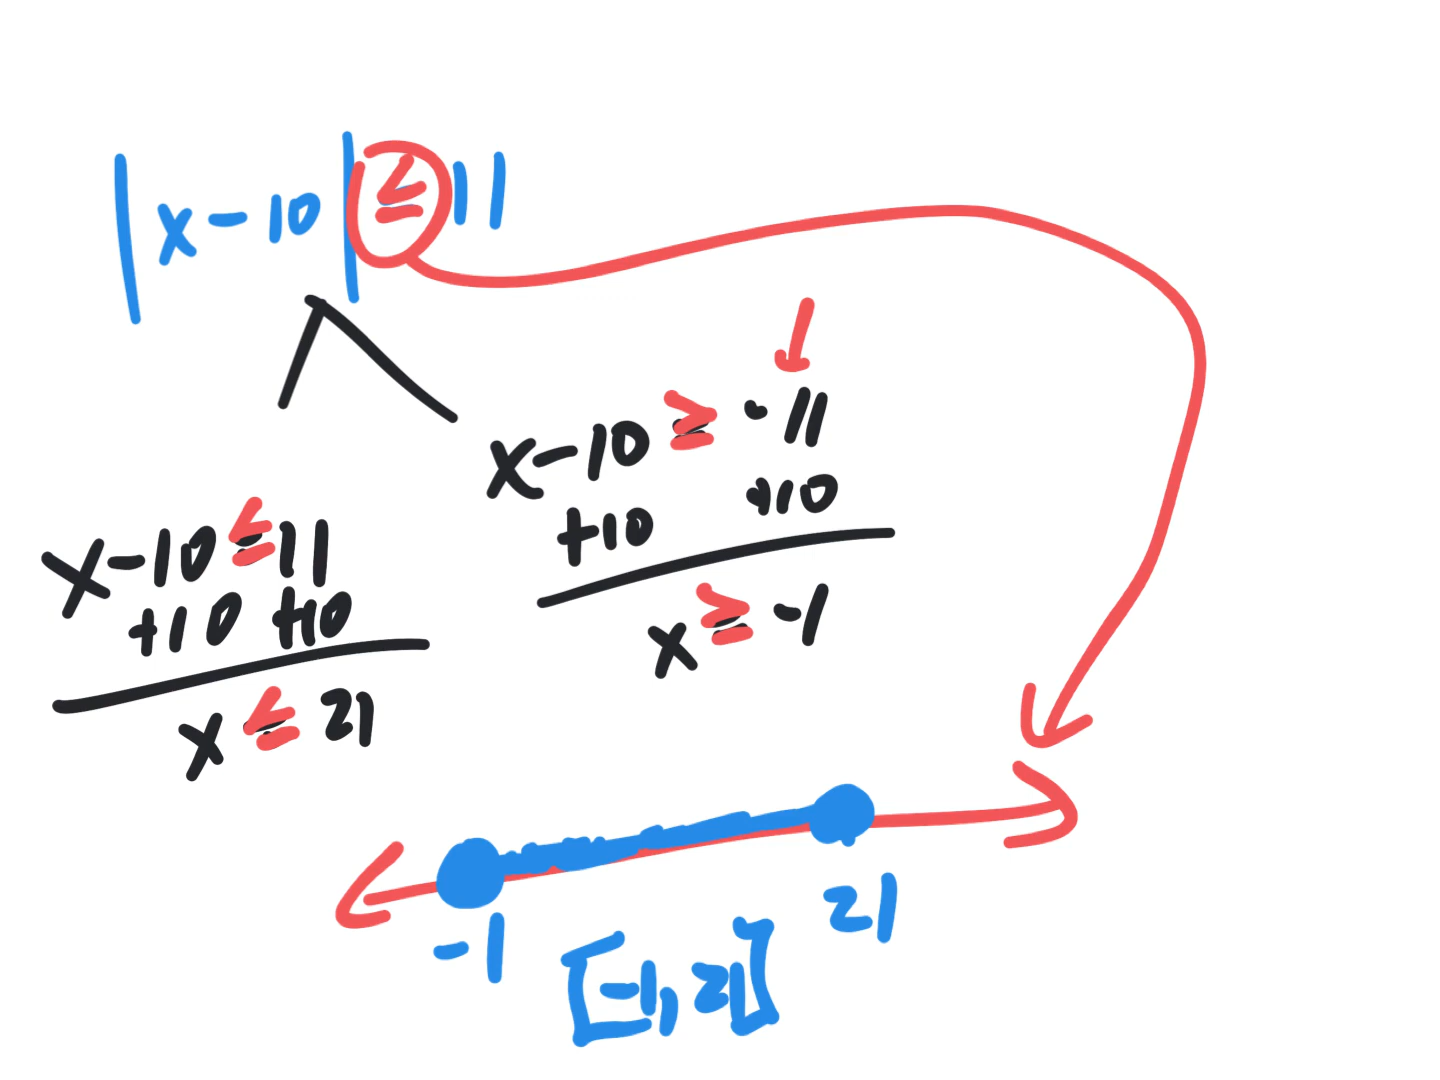 |x-10| ≤ 11
x-10 ≤ 11
+10 +10
x ≤ 21
x-10 ≥ -11
+10 +10
x ≥ -1
-1 21
[-1, 21]